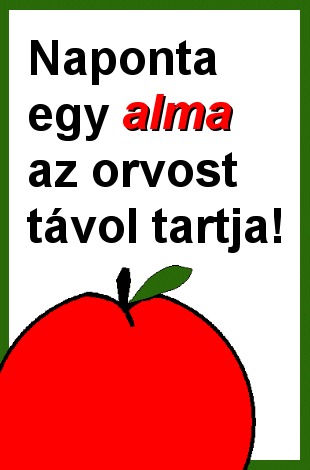 Naponta
egy alma
az orvost
távol tartja!